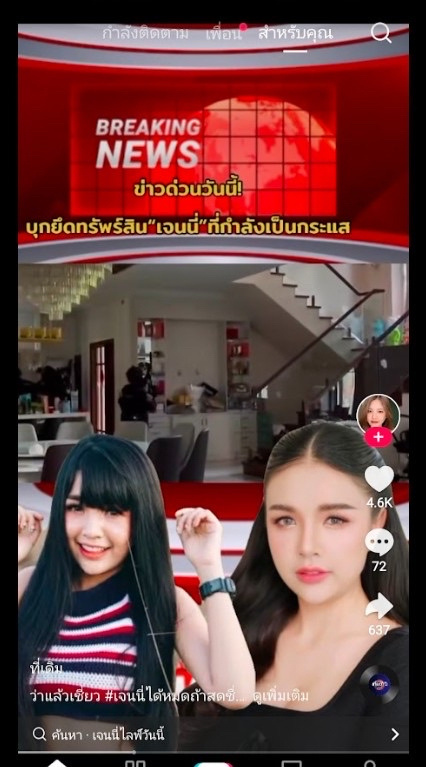 กำลังติดตาม เพื่อน สำหรับคุณ
BREAKING
NEWS
ข่าวด่วนวันนี้!
บุกยึดทรัพร์สิน“เจนนี่”ที่กำลังเป็นกระแส
4.6K
72
637
ที่เดิม
ว่าแล้วเชียว #เจนนี่ได้หมดถ้าสดชื่... ดูเพิ่มเติม
ค้นหา · เจนนี่ไลฟ์วันนี้